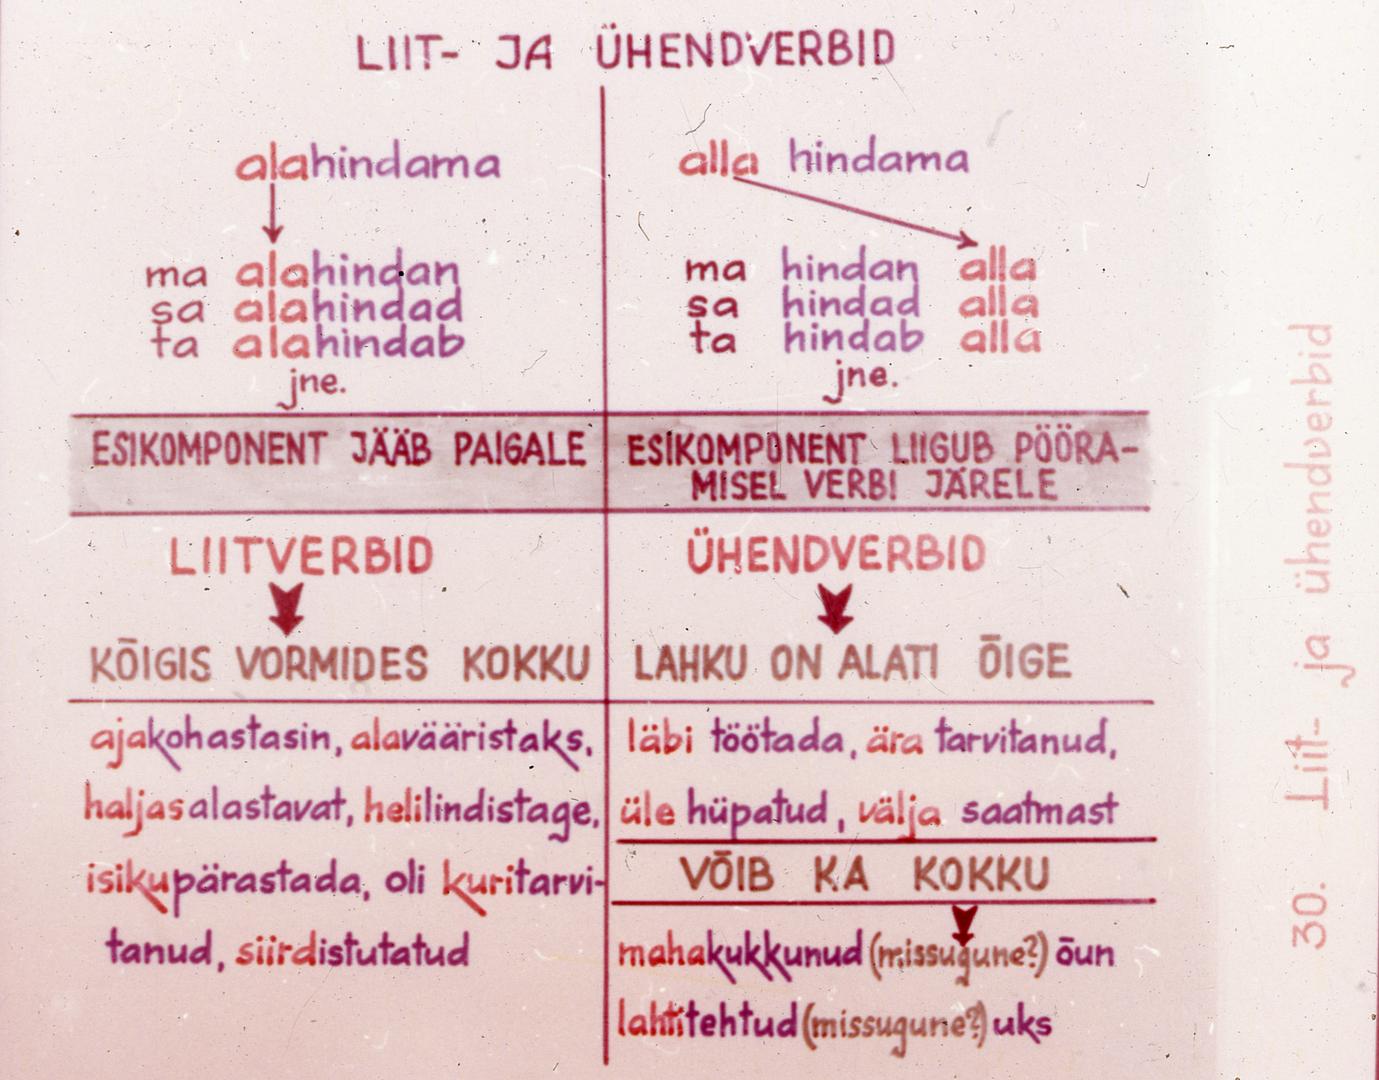 LIIT- JA ÜHENDVERBID
alahindama
ma alahindan
sa alahindad
ta alahindab
jne.
ESIKOMPONENT JÄÄB PAIGALE
LIITVERBID
KÕIGIS VORMIDES KOKKU
ajakohastasin, alavääristaks,
haljasalastavat, helilindistage,
isikupärastada, oli kuritarvi-
tanud, siirdistutatud
alla hindama
ma hindan alla
sa hindad alla
ta hindab alla
jne.
ESIKOMPONENT LIIGUB PÖÖRA-
MISEL VERBI JÄRELE
ÜHENDVERBID
LAHKU ON ALATI ÕIGE
läbi töötada, ära tarvitanud,
üle hüpatud, välja saatmast
VÕIB KA KOKKU
mahakukkunud (missugune?) õun
lahtitehtud (missugune?) uks
30. Liit- ja ühendverbid